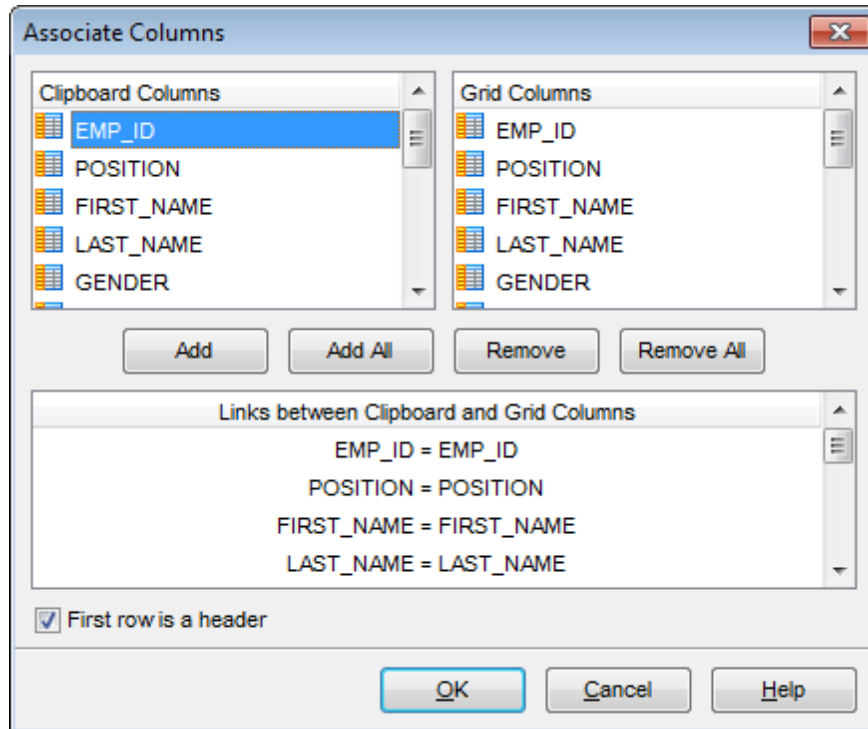 Associate Columns
Clipboard Columns
EMP_ID
POSITION
FIRST_NAME
LAST_NAME
GENDER
Grid Columns
EMP_ID
POSITION
FIRST_NAME
LAST_NAME
GENDER
Add Add All Remove Remove All
Links between Clipboard and Grid Columns
EMP_ID = EMP_ID
POSITION = POSITION
FIRST_NAME = FIRST_NAME
LAST_NAME = LAST_NAME
First row is a header
OK Cancel Help